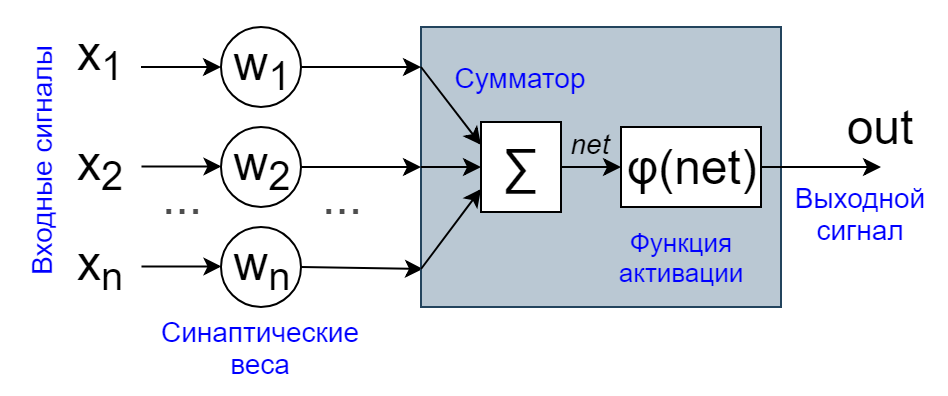 Входные сигналы
x1
w1
Сумматор
x2
w2
∑
net
φ(net)
out
...
...
Выходной
сигнал
xn
wn
Функция
активации
Синаптические
веса